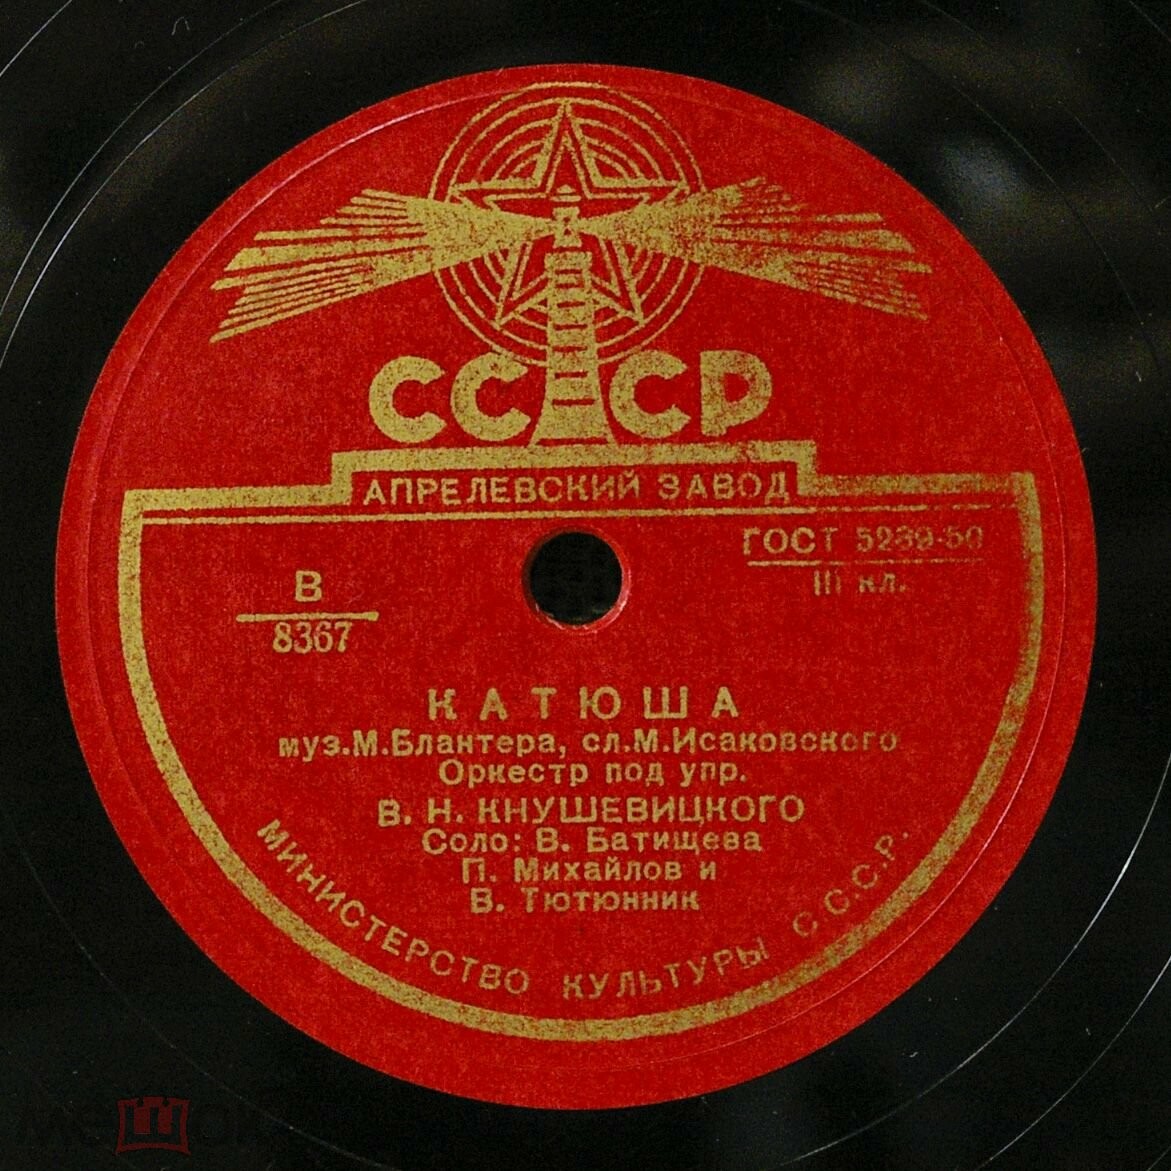 СССР
АПРЕЛЕВСКИЙ ЗАВОД
ГОСТ 5289-50
III кл.
В
8367
КАТЮША
муз.М.Блантера, сл.М.Исаковского
Оркестр под упр.
В. Н. КНУШЕВИЦКОГО
Соло: В. Батищева
П. Михайлов и
В. Тютюнник
МИНИСТЕРСТВО КУЛЬТУРЫ С.С.С.Р.
мешок